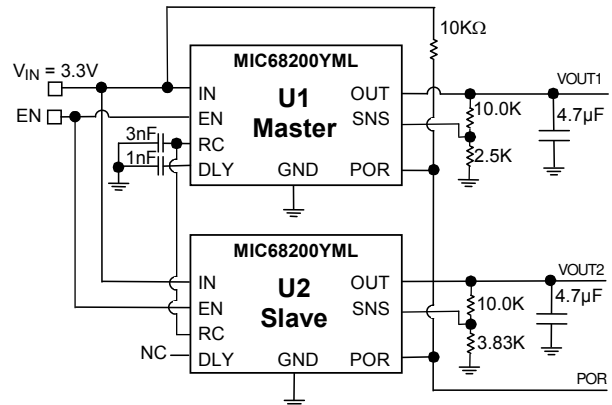 10KΩ
VIN = 3.3V
EN
3nF
1nF
MIC68200YML
U1
Master
IN
EN
RC
DLY
GND
OUT
SNS
POR
VOUT1
10.0K
2.5K
4.7µF
MIC68200YML
U2
Slave
IN
EN
RC
NC
DLY
GND
OUT
SNS
POR
VOUT2
10.0K
3.83K
4.7µF
POR